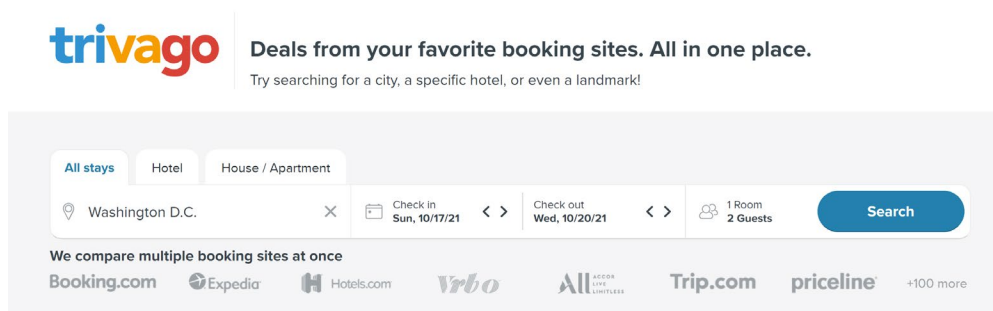 trivago
Deals from your favorite booking sites. All in one place.
Try searching for a city, a specific hotel, or even a landmark!
All stays Hotel House / Apartment
Washington D.C.
Check in
Sun, 10/17/21
Check out
Wed, 10/20/21
1 Room
2 Guests
Search
We compare multiple booking sites at once
Booking.com Expedia Hotels.com Vrbo ALL ACCOR LIVE LIMITLESS Trip.com priceline +100 more